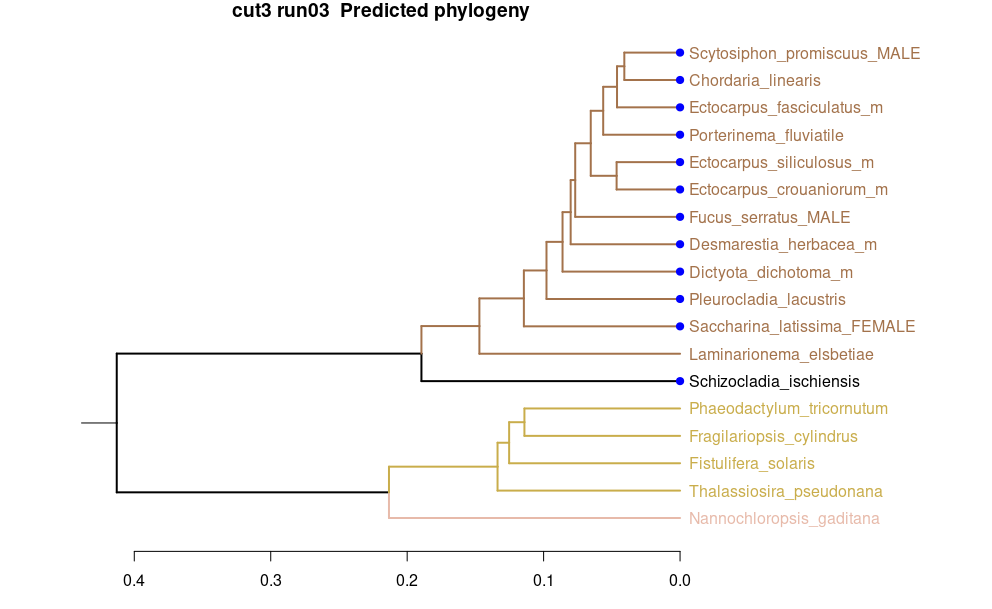 cut3 run03  Predicted phylogeny
Scytosiphon_promiscuus_MALE
Chordaria_linearis
Ectocarpus_fasciculatus_m
Porterinema_fluviatile
Ectocarpus_siliculosus_m
Ectocarpus_crouaniorum_m
Fucus_serratus_MALE
Desmarestia_herbacea_m
Dictyota_dichotoma_m
Pleurocladia_lacustris
Saccharina_latissima_FEMALE
Laminarionema_elsbetiae
Schizocladia_ischiensis
Phaeodactylum_tricornutum
Fragilariopsis_cylindrus
Fistulifera_solaris
Thalassiosira_pseudonana
Nannochloropsis_gaditana
0.4 0.3 0.2 0.1 0.0